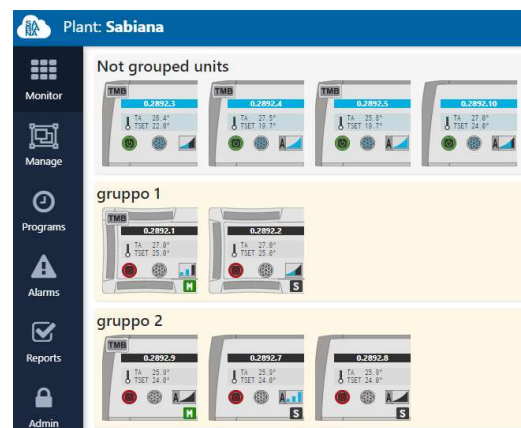 SABIANA
Plant: Sabiana
Monitor
Manage
Programs
Alarms
Reports
Admin
Not grouped units
TMB
0.2892.3
TA 26.4°
TSET 22.0°
TMB
0.2892.4
TA 27.5°
TSET 19.7°
A
TMB
0.2892.5
TA 25.8°
TSET 19.7°
A
0.2892.10
TA 27.0°
TSET 24.0°
A
gruppo 1
TMB
0.2892.1
TA 27.0°
TSET 25.0°
M
0.2892.2
TA 27.0°
TSET 25.0°
S
gruppo 2
TMB
0.2892.9
TA 25.9°
TSET 24.0°
A
M
0.2892.7
TA 25.9°
TSET 24.0°
A
S
0.2892.8
TA 25.9°
TSET 24.0°
A
S